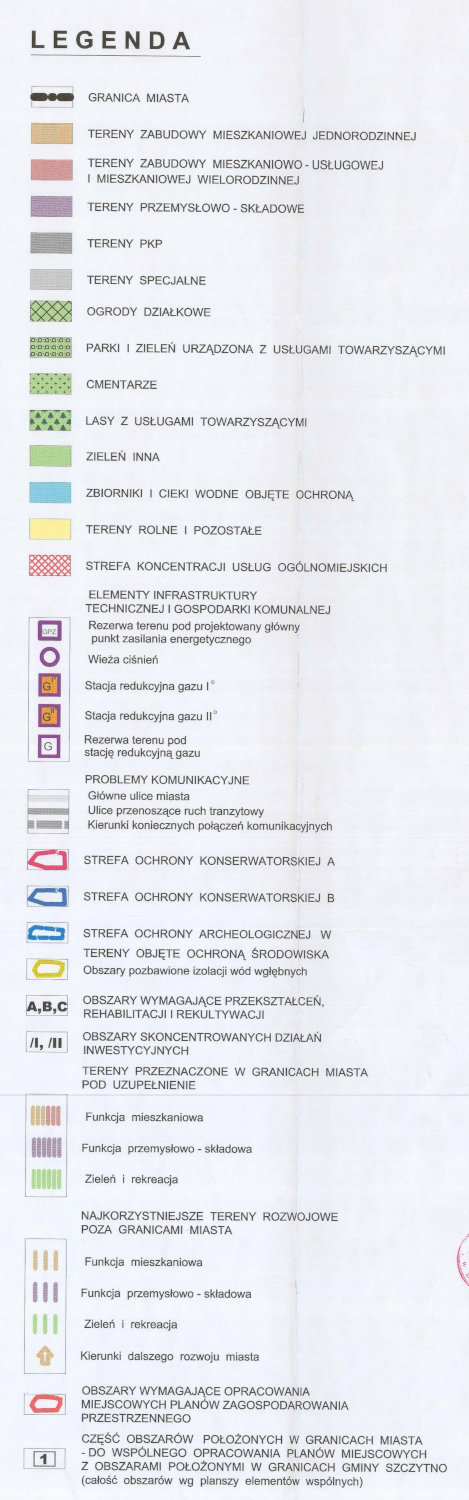 LEGENDA
GRANICA MIASTA
TERENY ZABUDOWY MIESZKANIOWEJ JEDNORODZINNEJ
TERENY ZABUDOWY MIESZKANIOWO - USŁUGOWEJ
I MIESZKANIOWEJ WIELORODZINNEJ
TERENY PRZEMYSŁOWO - SKŁADOWE
TERENY PKP
TERENY SPECJALNE
OGRODY DZIAŁKOWE
PARKI I ZIELEŃ URZĄDZONA Z USŁUGAMI TOWARZYSZĄCYMI
CMENTARZE
LASY Z USŁUGAMI TOWARZYSZĄCYMI
ZIELEŃ INNA
ZBIORNIKI I CIEKI WODNE OBJĘTE OCHRONĄ
TERENY ROLNE I POZOSTAŁE
STREFA KONCENTRACJI USŁUG OGÓLNOMIEJSKICH
ELEMENTY INFRASTRUKTURY
TECHNICZNEJ I GOSPODARKI KOMUNALNEJ
GPZ Rezerwa terenu pod projektowany główny
punkt zasilania energetycznego
Wieża ciśnień
G I Stacja redukcyjna gazu I°
G II Stacja redukcyjna gazu II°
G Rezerwa terenu pod
stację redukcyjną gazu
PROBLEMY KOMUNIKACYJNE
Główne ulice miasta
Ulice przenoszące ruch tranzytowy
Kierunki koniecznych połączeń komunikacyjnych
STREFA OCHRONY KONSERWATORSKIEJ A
STREFA OCHRONY KONSERWATORSKIEJ B
STREFA OCHRONY ARCHEOLOGICZNEJ W
TERENY OBJĘTE OCHRONĄ ŚRODOWISKA
Obszary pozbawione izolacji wód wgłębnych
A,B,C OBSZARY WYMAGAJĄCE PRZEKSZTAŁCEŃ,
REHABILITACJI I REKULTYWACJI
/I, /II OBSZARY SKONCENTROWANYCH DZIAŁAŃ
INWESTYCYJNYCH
TERENY PRZEZNACZONE W GRANICACH MIASTA
POD UZUPEŁNIENIE
Funkcja mieszkaniowa
Funkcja przemysłowo - składowa
Zieleń i rekreacja
NAJKORZYSTNIEJSZE TERENY ROZWOJOWE
POZA GRANICAMI MIASTA
Funkcja mieszkaniowa
Funkcja przemysłowo - składowa
Zieleń i rekreacja
Kierunki dalszego rozwoju miasta
OBSZARY WYMAGAJĄCE OPRACOWANIA
MIEJSCOWYCH PLANÓW ZAGOSPODAROWANIA
PRZESTRZENNEGO
CZĘŚĆ OBSZARÓW POŁOŻONYCH W GRANICACH MIASTA
1 - DO WSPÓLNEGO OPRACOWANIA PLANÓW MIEJSCOWYCH
Z OBSZARAMI POŁOŻONYMI W GRANICACH GMINY SZCZYTNO
(całość obszarów wg planszy elementów wspólnych)